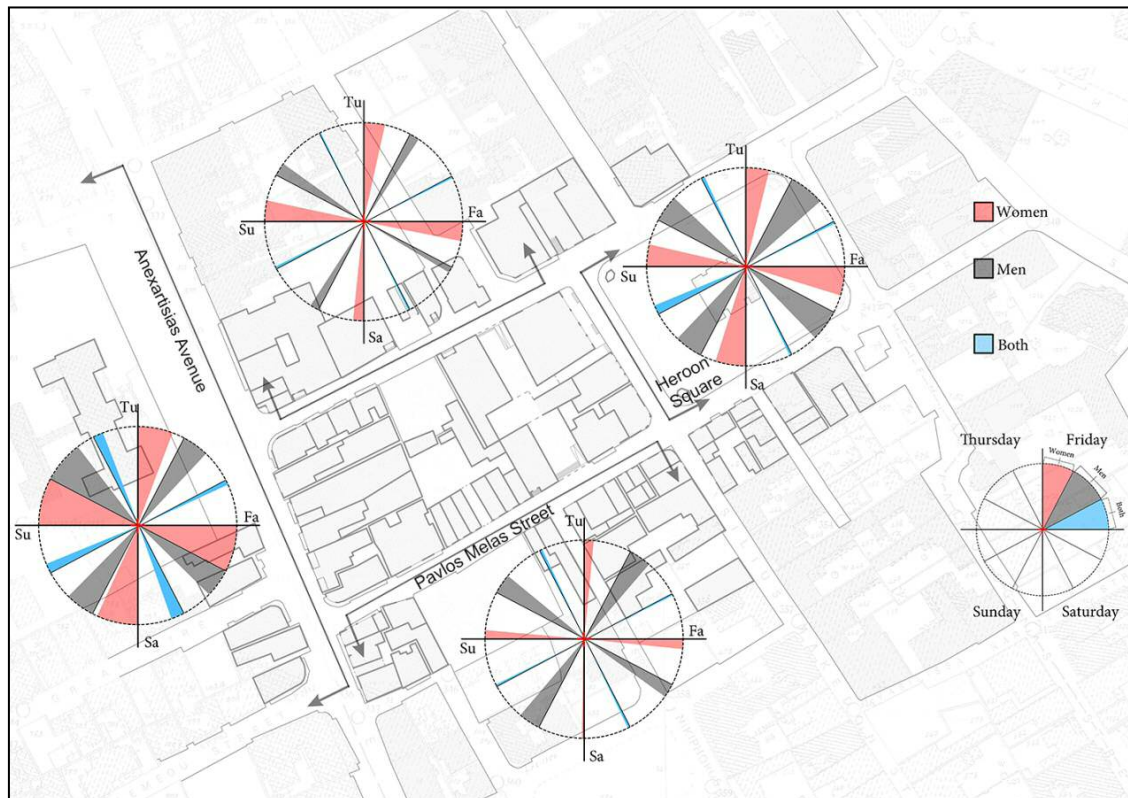 Tu
Fa
Su
Sa
Tu
Fa
Su
Sa
Women
Men
Both
Anexartisias Avenue
Heroon
Square
Tu
Fa
Su
Sa
Pavlos Melas Street
Tu
Fa
Su
Sa
Thursday
Friday
Women
Men
Both
Sunday
Saturday